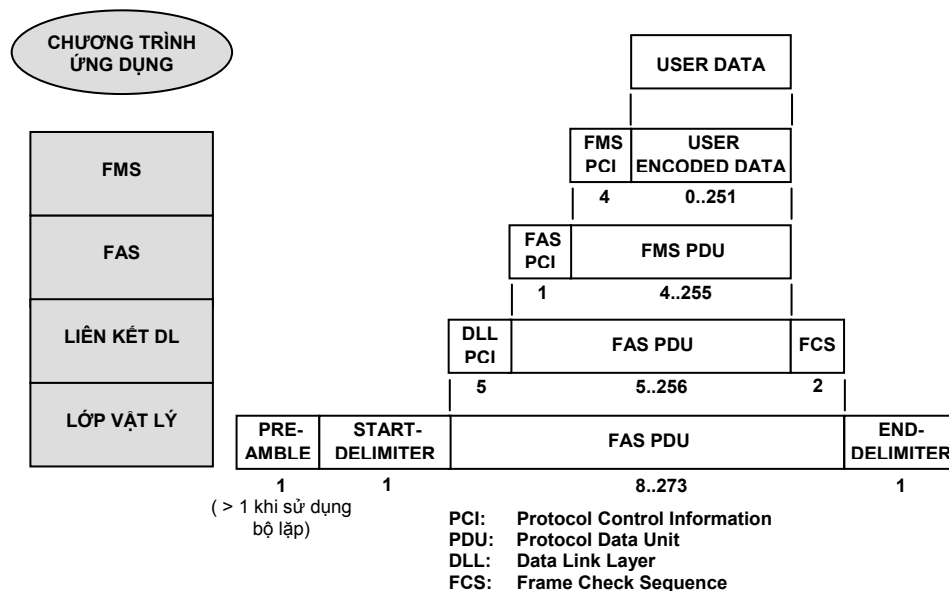 CHƯƠNG TRÌNH
ỨNG DỤNG
USER DATA
FMS
FMS
PCI
USER
ENCODED DATA
4
0..251
FAS
FAS
PCI
FMS PDU
1
4..255
LIÊN KẾT DL
DLL
PCI
FAS PDU
FCS
5
5..256
2
LỚP VẬT LÝ
PRE-
AMBLE
START-
DELIMITER
FAS PDU
END-
DELIMITER
1
1
8..273
1
( > 1 khi sử dụng
bộ lặp)
PCI: Protocol Control Information
PDU: Protocol Data Unit
DLL: Data Link Layer
FCS: Frame Check Sequence